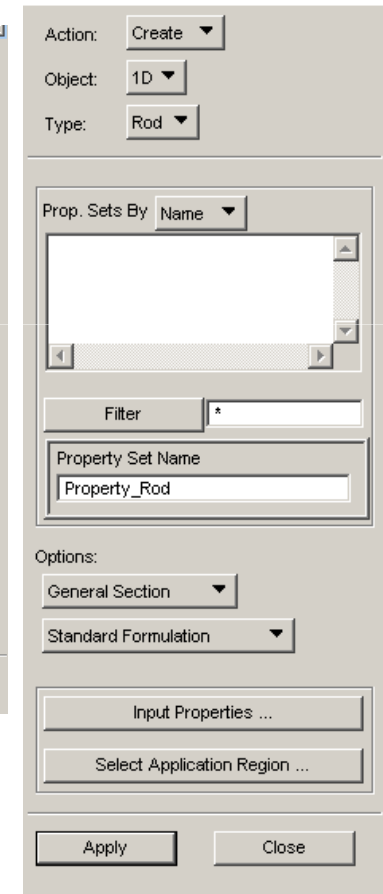 Action: Create
Object: 1D
Type: Rod
Prop. Sets By Name
Filter *
Property Set Name
Property_Rod
Options:
General Section
Standard Formulation
Input Properties ...
Select Application Region ...
Apply Close